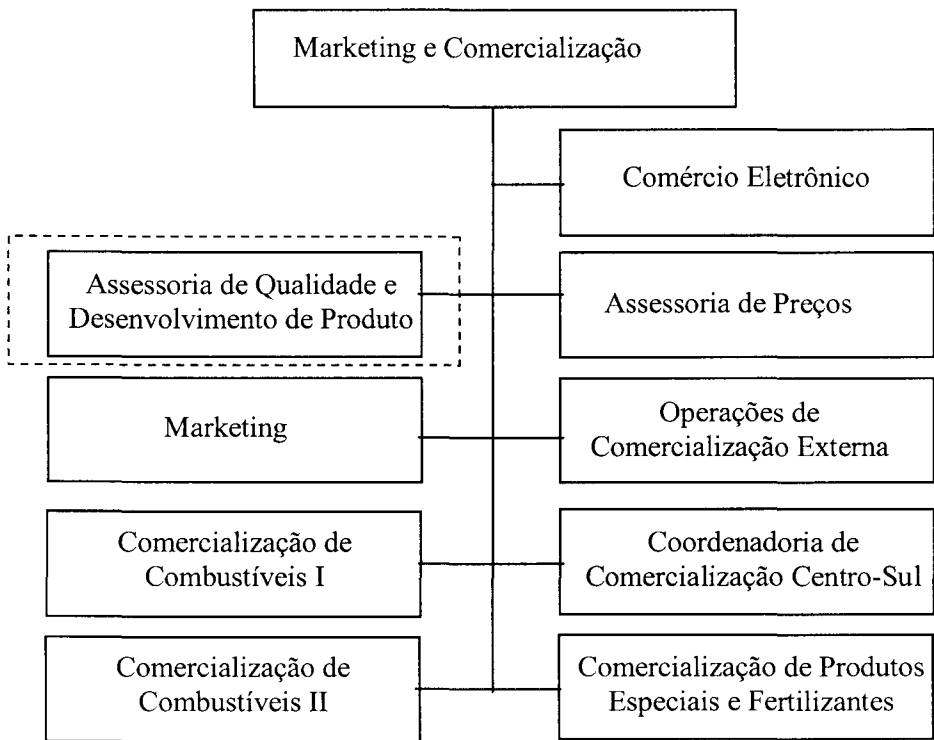 Marketing e Comercialização
Comércio Eletrônico
Assessoria de Qualidade e
Desenvolvimento de Produto
Assessoria de Preços
Marketing
Operações de
Comercialização Externa
Comercialização de
Combustíveis I
Coordenadoria de
Comercialização Centro-Sul
Comercialização de
Combustíveis II
Comercialização de Produtos
Especiais e Fertilizantes